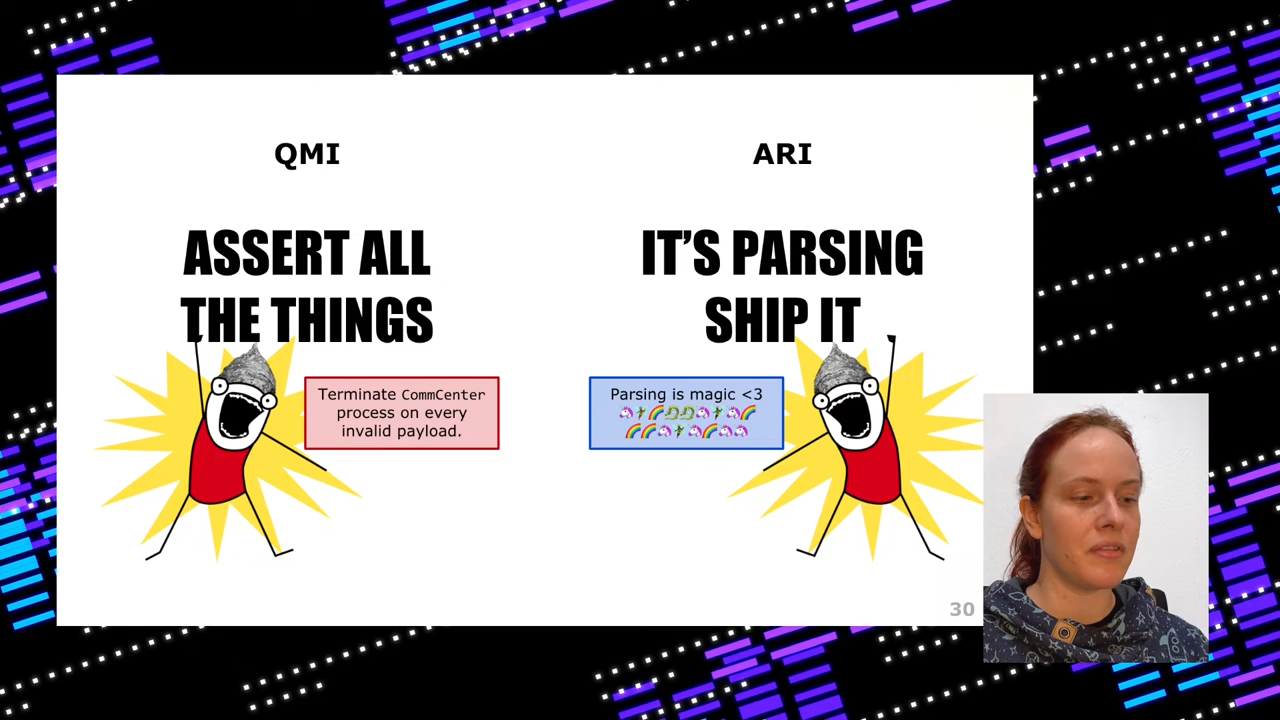 QMI
ASSERT ALL
THE THINGS
Terminate CommCenter
process on every
invalid payload.
ARI
IT'S PARSING
SHIP IT
Parsing is magic <3
30